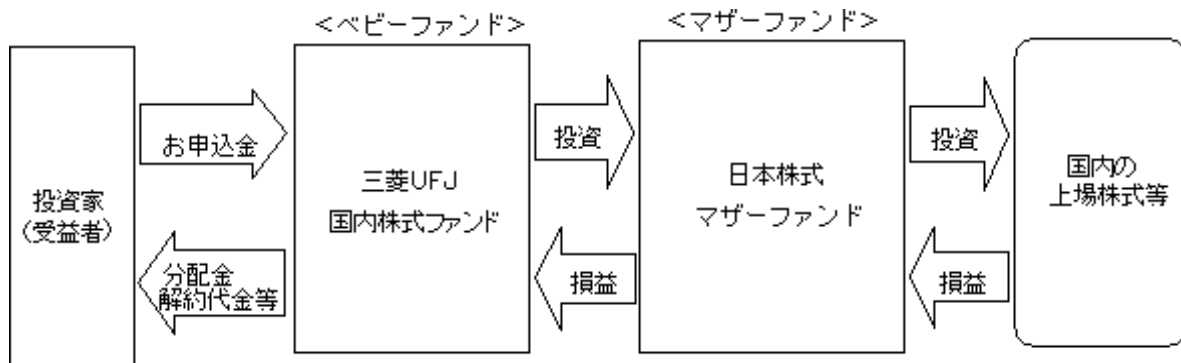 <ベビーファンド>
<マザーファンド>
お申込金
投資
投資
投資家
(受益者)
三菱UFJ
国内株式ファンド
日本株式
マザーファンド
国内の
上場株式等
分配金
解約代金等
損益
損益